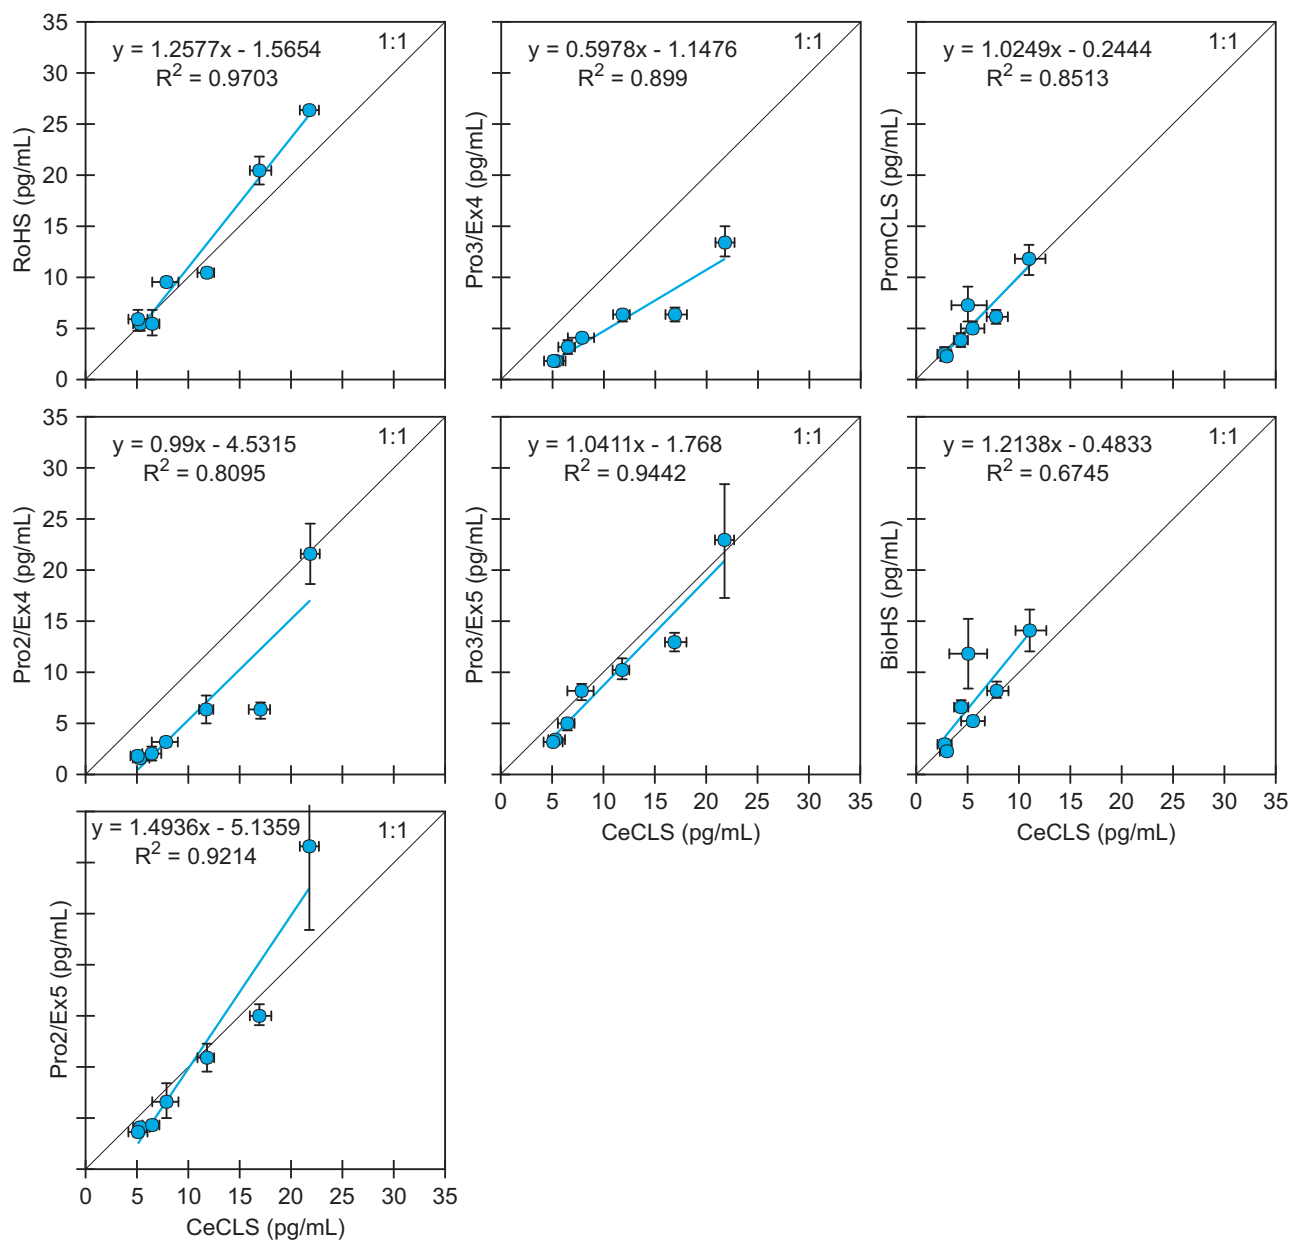 y = 1.2577x - 1.5654
R² = 0.9703
1:1
RoHS (pg/mL)
35
30
25
20
15
10
5
0
y = 0.5978x - 1.1476
R² = 0.899
1:1
Pro3/Ex4 (pg/mL)
y = 1.0249x - 0.2444
R² = 0.8513
1:1
PromCLS (pg/mL)
y = 0.99x - 4.5315
R² = 0.8095
1:1
Pro2/Ex4 (pg/mL)
35
30
25
20
15
10
5
0
y = 1.0411x - 1.768
R² = 0.9442
1:1
Pro3/Ex5 (pg/mL)
0 5 10 15 20 25 30 35
CeCLS (pg/mL)
y = 1.2138x - 0.4833
R² = 0.6745
1:1
BioHS (pg/mL)
0 5 10 15 20 25 30 35
CeCLS (pg/mL)
y = 1.4936x - 5.1359
R² = 0.9214
1:1
Pro2/Ex5 (pg/mL)
0 5 10 15 20 25 30 35
CeCLS (pg/mL)